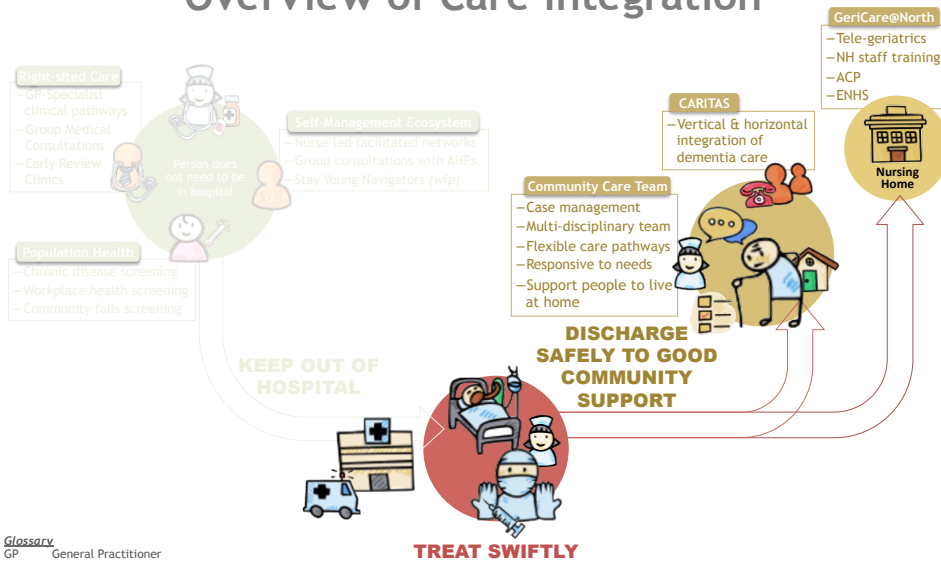 Overview of Care Integration
GeriCare@North
—Tele-geriatrics
—NH staff training
—ACP
—ENHS
Nursing
Home
CARITAS
—Vertical & horizontal
integration of
dementia care
Community Care Team
—Case management
—Multi-disciplinary team
—Flexible care pathways
—Responsive to needs
—Support people to live
at home
Right-sited Care
—GP-Specialist
clinical pathways
—Group Medical
Consultations
—Early Review
Clinics
Person does
not need to be
in hospital
Self-Management Ecosystem
—Nurse-led facilitated networks
—Group consultations with AHPs
—Stay Young Navigators (wip)
Population Health
—Chronic disease screening
—Workplace health screening
—Community falls screening
KEEP OUT OF
HOSPITAL
DISCHARGE
SAFELY TO GOOD
COMMUNITY
SUPPORT
TREAT SWIFTLY
Glossary
GP General Practitioner